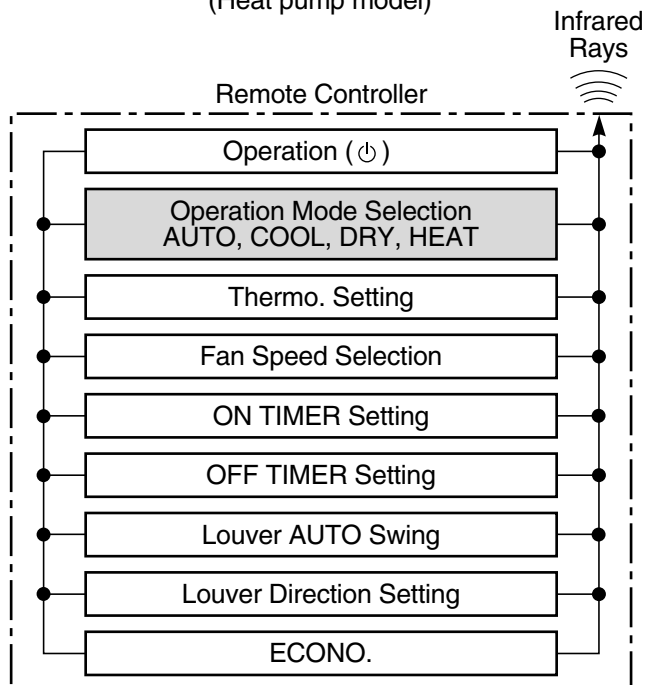 (Heat pump model)
Infrared
Rays
Remote Controller
Operation (⏻)
Operation Mode Selection
AUTO, COOL, DRY, HEAT
Thermo. Setting
Fan Speed Selection
ON TIMER Setting
OFF TIMER Setting
Louver AUTO Swing
Louver Direction Setting
ECONO.